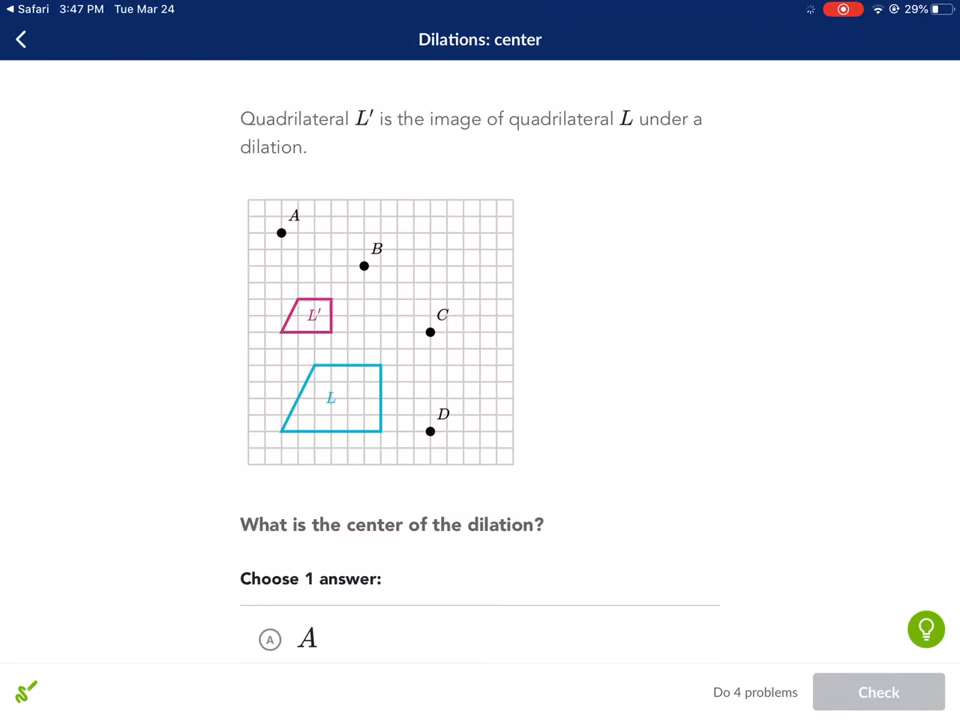 Safari 3:47 PM Tue Mar 24 29%
Dilations: center
Quadrilateral L′ is the image of quadrilateral L under a
dilation.
A
B
L′
C
L
D
What is the center of the dilation?
Choose 1 answer:
A A
Do 4 problems Check